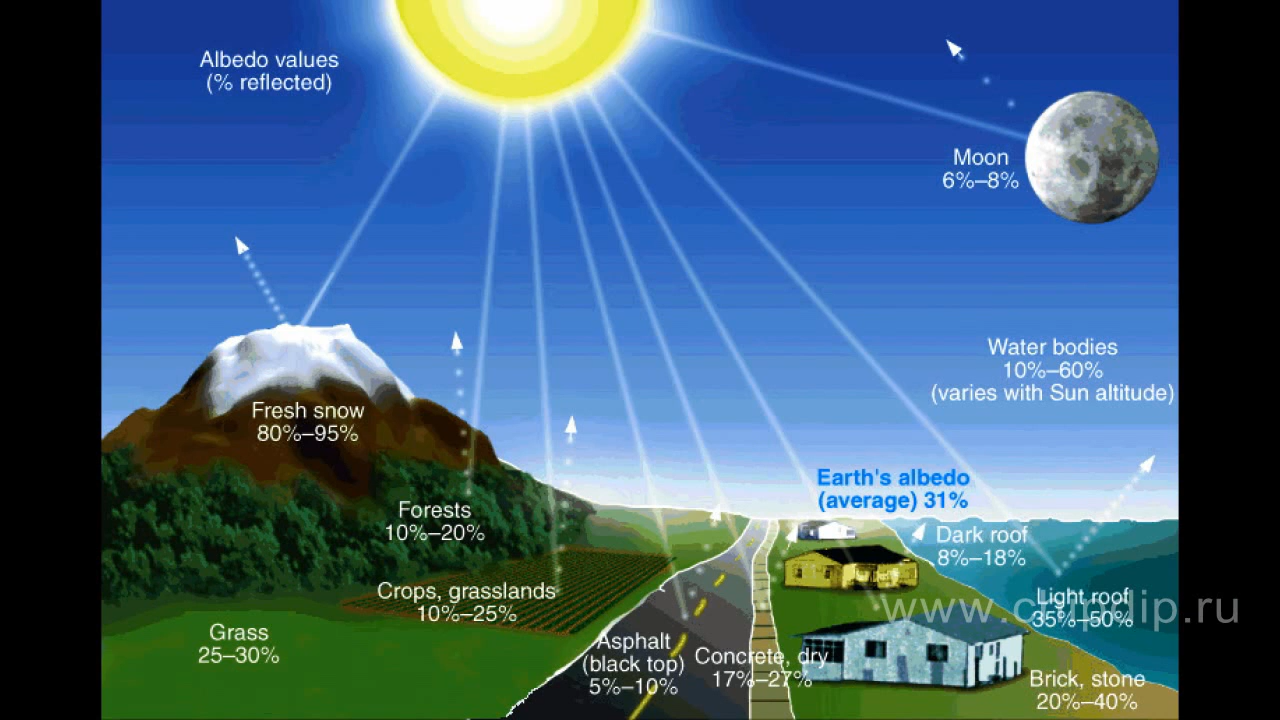 Albedo values
(% reflected)
Moon
6%–8%
Water bodies
10%–60%
(varies with Sun altitude)
Fresh snow
80%–95%
Earth's albedo
(average) 31%
Forests
10%–20%
Dark roof
8%–18%
Crops, grasslands
10%–25%
Light roof
35%–50%
Grass
25–30%
Asphalt
(black top)
5%–10%
Concrete, dry
17%–27%
Brick, stone
20%–40%